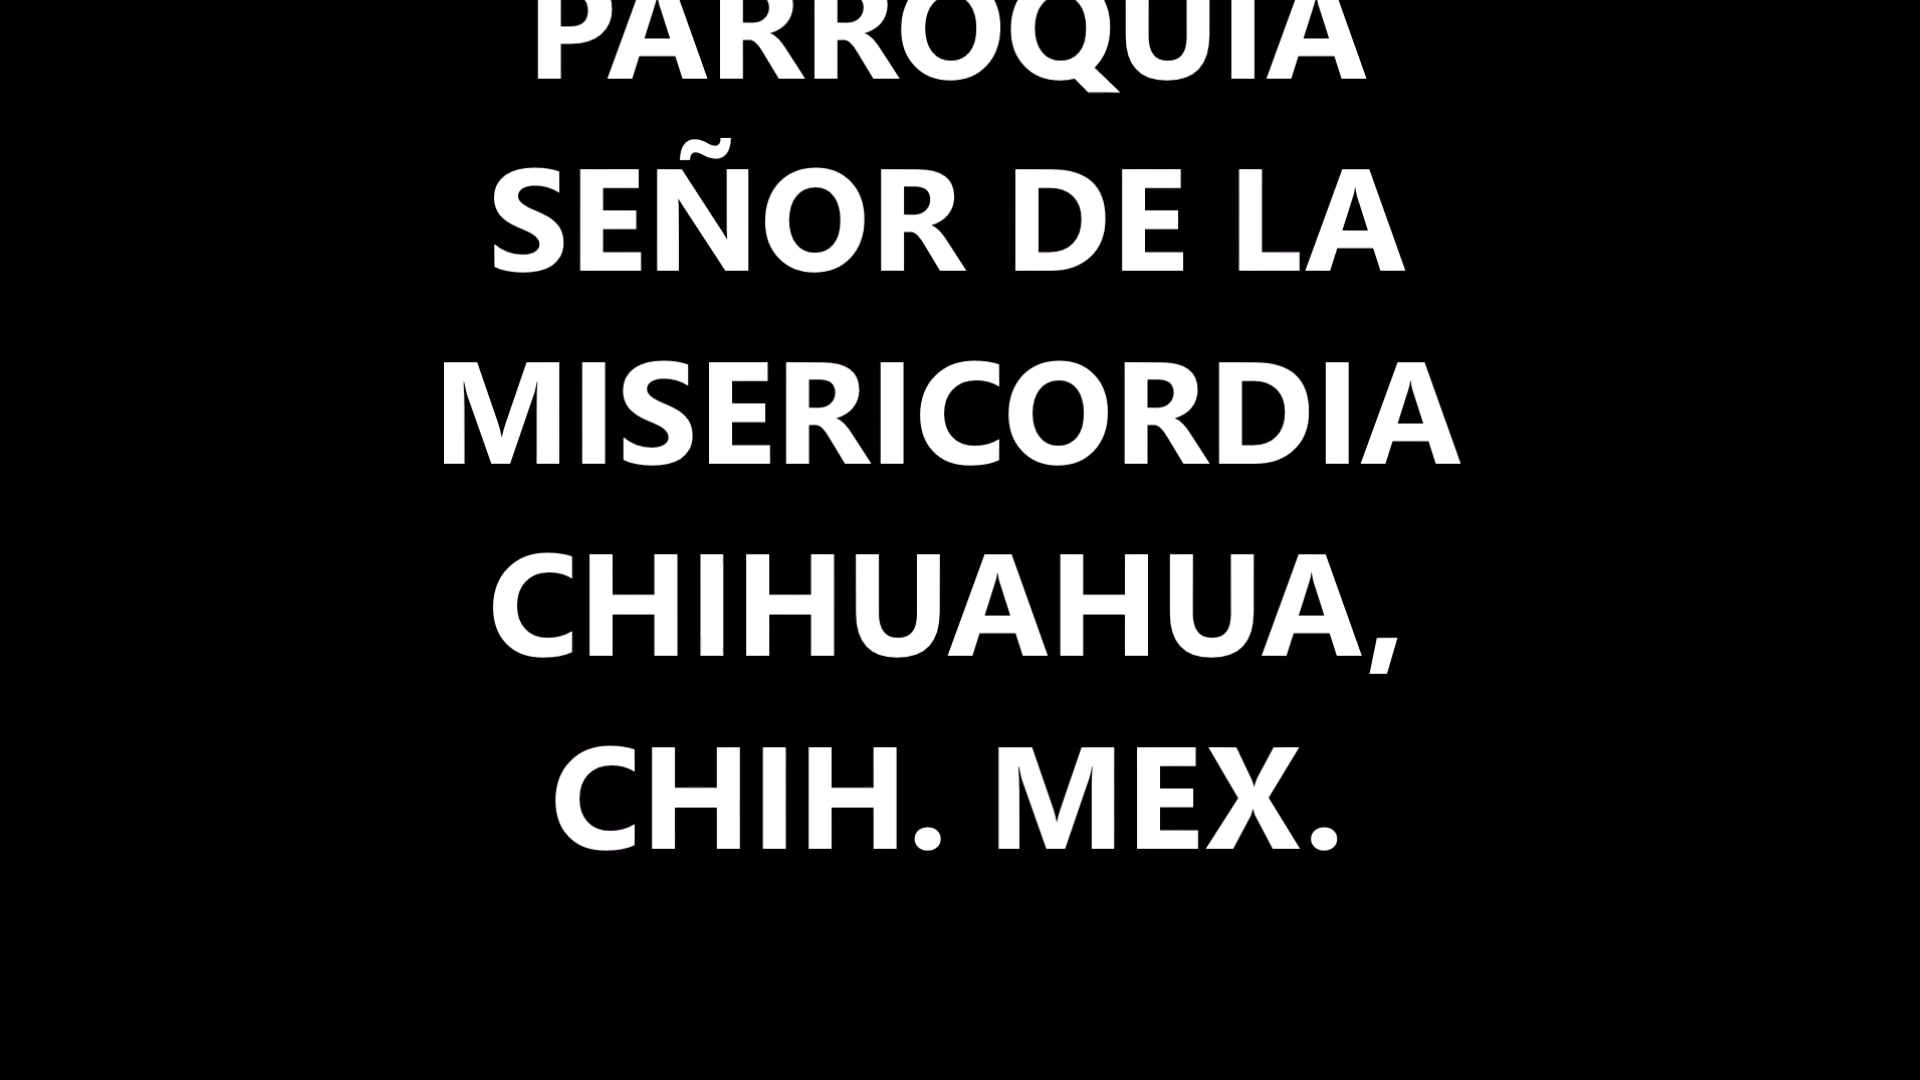 PARROQUIA
SEÑOR DE LA
MISERICORDIA
CHIHUAHUA,
CHIH. MEX.